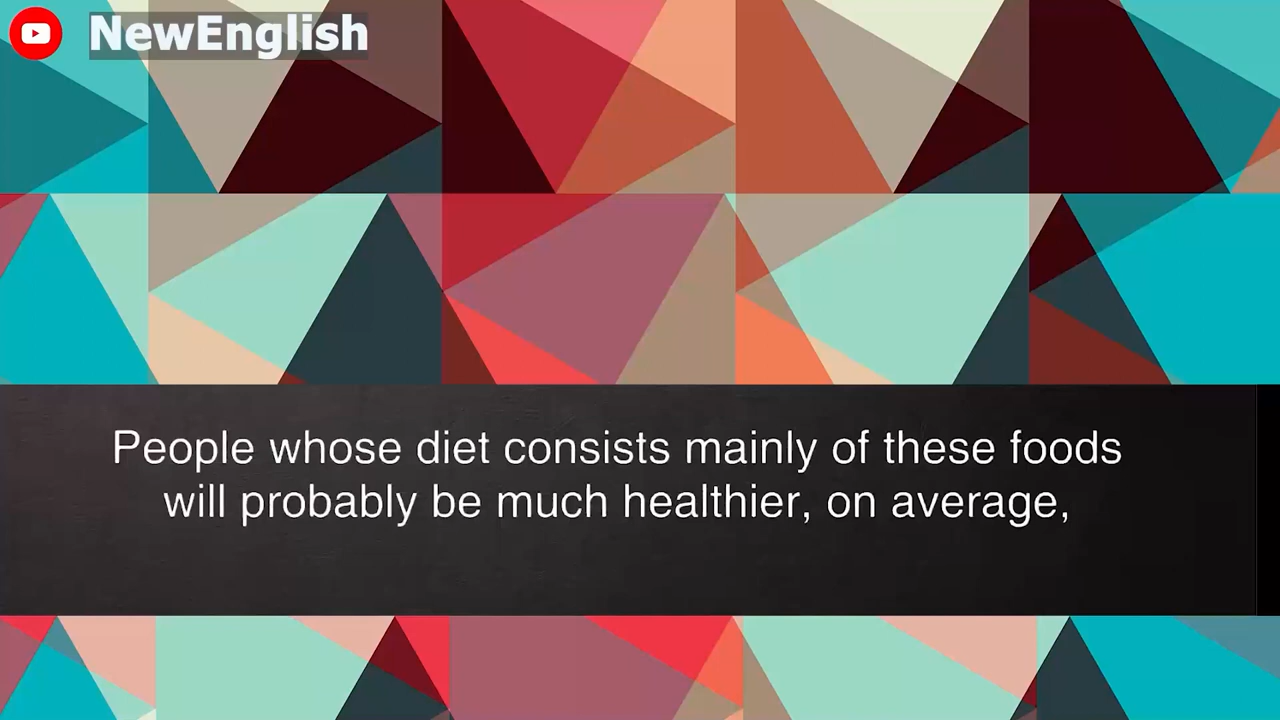 NewEnglish
People whose diet consists mainly of these foods
will probably be much healthier, on average,